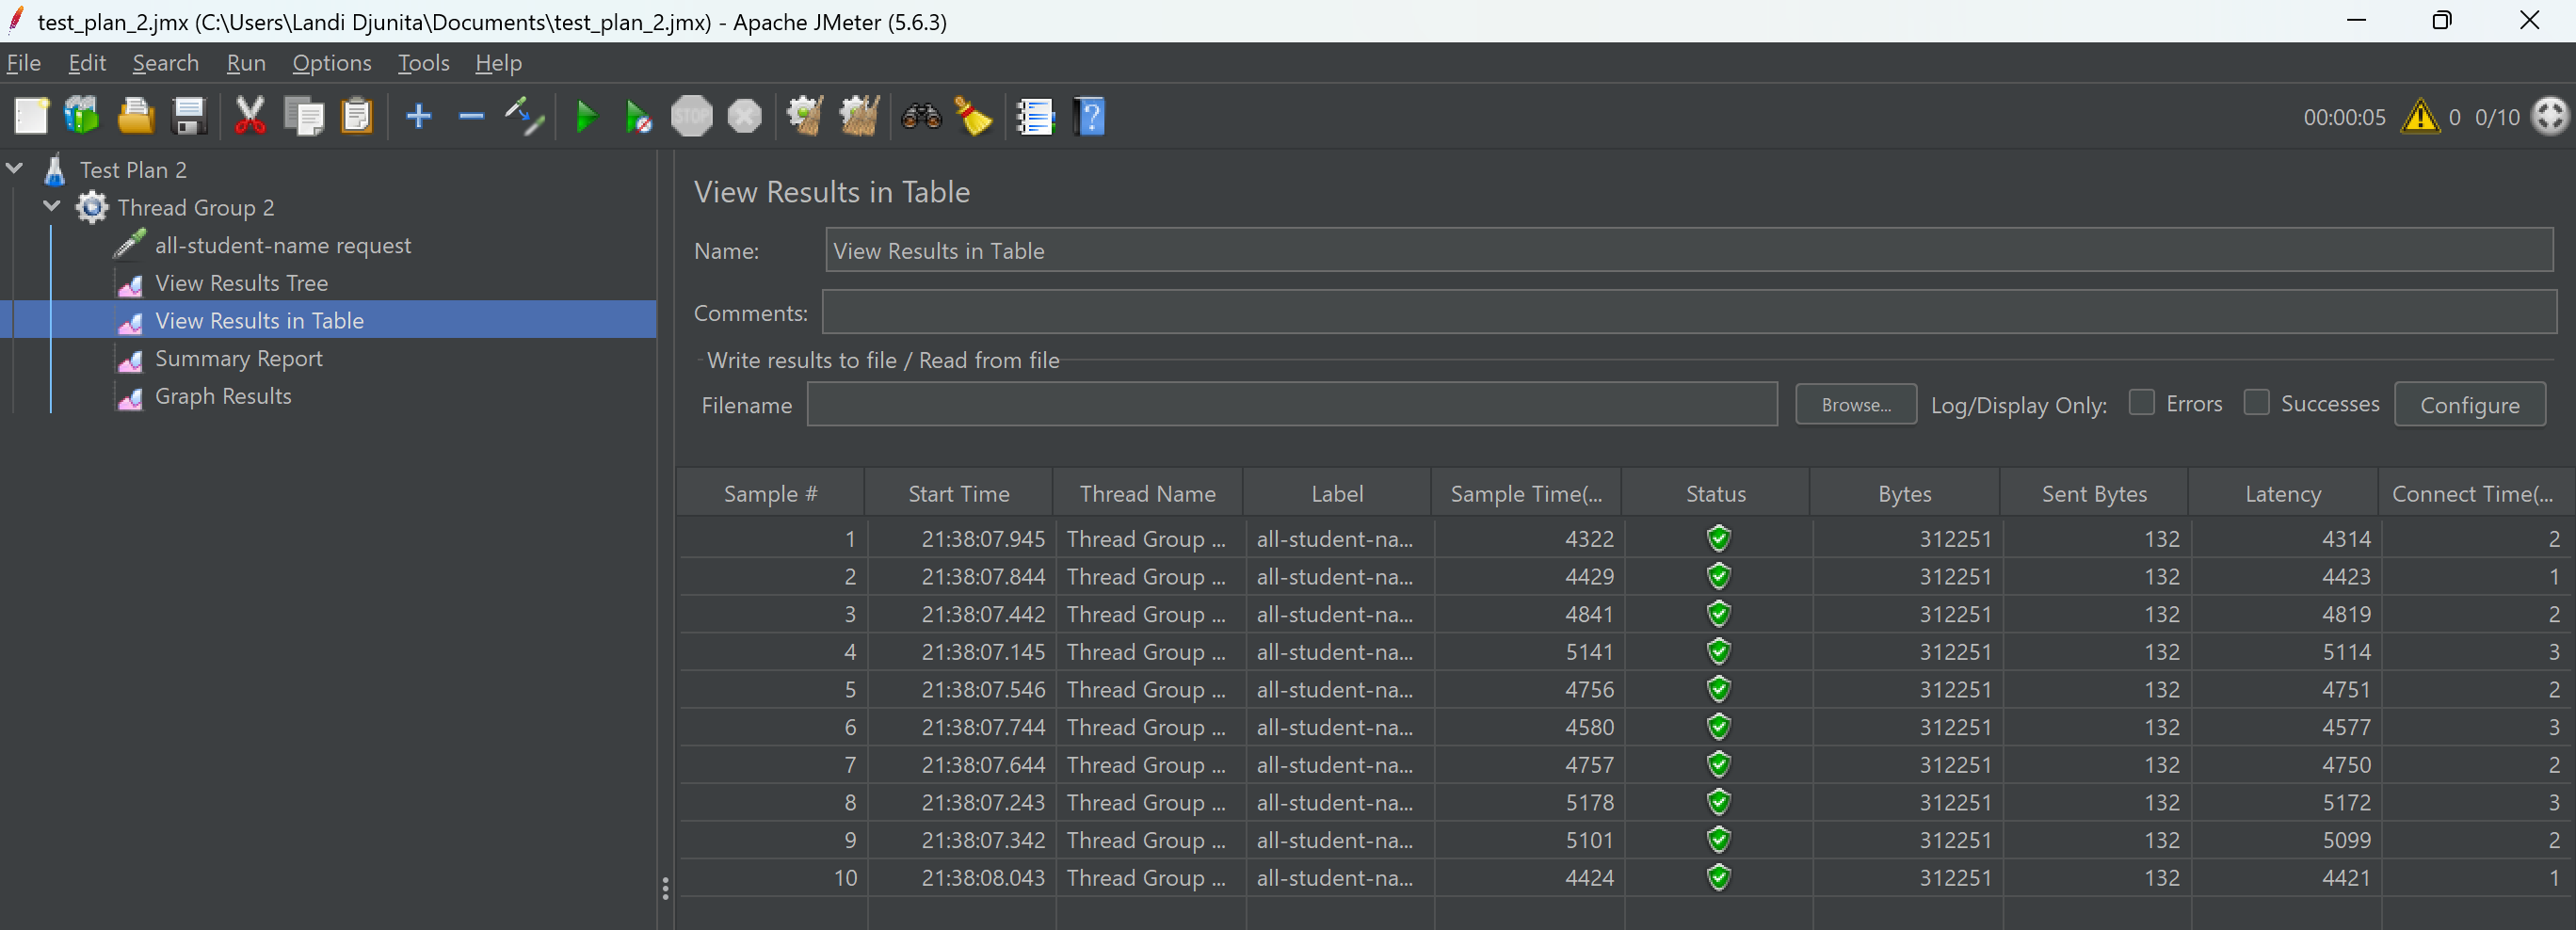 test_plan_2.jmx (C:\Users\Landi Djunita\Documents\test_plan_2.jmx) - Apache JMeter (5.6.3)
File Edit Search Run Options Tools Help
STOP 00:00:05 0 0/10
Test Plan 2
Thread Group 2
all-student-name request
View Results Tree
View Results in Table
Summary Report
Graph Results
View Results in Table
Name: View Results in Table
Comments:
Write results to file / Read from file
Filename Browse... Log/Display Only: Errors Successes Configure
Sample # Start Time Thread Name Label Sample Time(... Status Bytes Sent Bytes Latency Connect Time(...
1 21:38:07.945 Thread Group ... all-student-na... 4322 312251 132 4314 2
2 21:38:07.844 Thread Group ... all-student-na... 4429 312251 132 4423 1
3 21:38:07.442 Thread Group ... all-student-na... 4841 312251 132 4819 2
4 21:38:07.145 Thread Group ... all-student-na... 5141 312251 132 5114 3
5 21:38:07.546 Thread Group ... all-student-na... 4756 312251 132 4751 2
6 21:38:07.744 Thread Group ... all-student-na... 4580 312251 132 4577 3
7 21:38:07.644 Thread Group ... all-student-na... 4757 312251 132 4750 2
8 21:38:07.243 Thread Group ... all-student-na... 5178 312251 132 5172 3
9 21:38:07.342 Thread Group ... all-student-na... 5101 312251 132 5099 2
10 21:38:08.043 Thread Group ... all-student-na... 4424 312251 132 4421 1